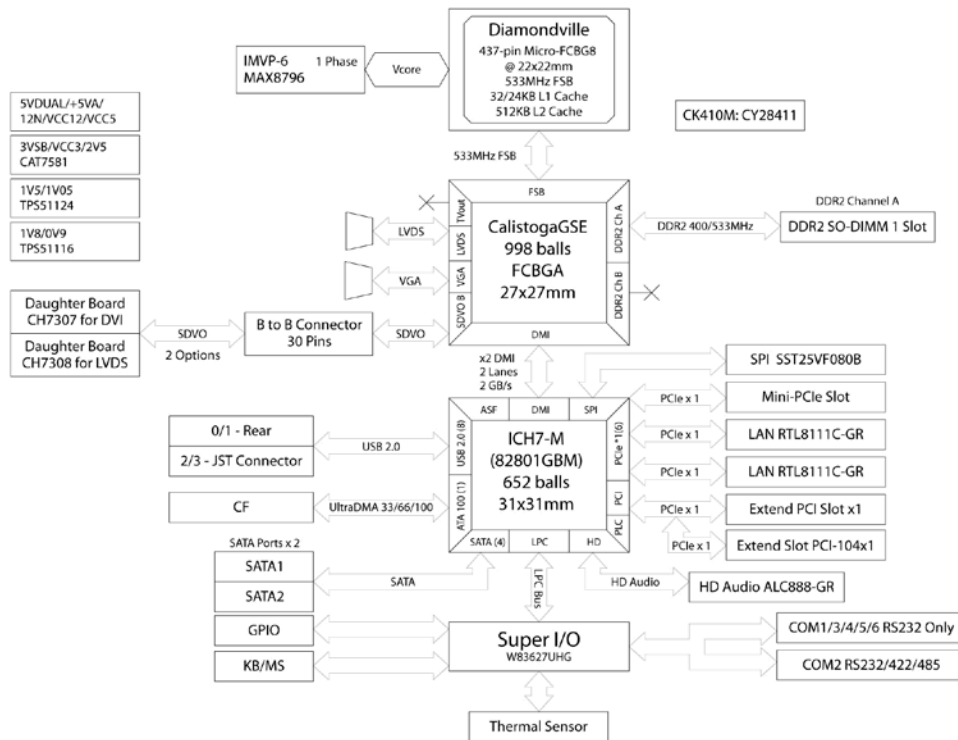 Diamondville
437-pin Micro-FCBG8
@ 22x22mm
533MHz FSB
32/24KB L1 Cache
512KB L2 Cache
IMVP-6 1 Phase
MAX8796
Vcore
CK410M: CY28411
5VDUAL/+5VA/
12N/VCC12/VCC5
3VSB/VCC3/2V5
CAT7581
1V5/1V05
TPS51124
1V8/0V9
TPS51116
533MHz FSB
FSB
TVout
LVDS
VGA
SDVO B
CalistogaGSE
998 balls
FCBGA
27x27mm
DDR2 Ch A
DDR2 Ch B
DMI
LVDS
VGA
DDR2 400/533MHz
DDR2 Channel A
DDR2 SO-DIMM 1 Slot
Daughter Board
CH7307 for DVI
Daughter Board
CH7308 for LVDS
SDVO
2 Options
B to B Connector
30 Pins
SDVO
x2 DMI
2 Lanes
2 GB/s
SPI SST25VF080B
ASF
DMI
SPI
USB 2.0 (8)
ATA 100 (1)
ICH7-M
(82801GBM)
652 balls
31x31mm
PCIe *1(6)
PCI
PLC
SATA (4)
LPC
HD
PCIe x 1
Mini-PCIe Slot
PCIe x 1
LAN RTL8111C-GR
PCIe x 1
LAN RTL8111C-GR
PCIe x 1
Extend PCI Slot x1
PCIe x 1
Extend Slot PCI-104x1
0/1 - Rear
2/3 - JST Connector
USB 2.0
CF
UltraDMA 33/66/100
SATA Ports x 2
SATA1
SATA2
SATA
LPC Bus
HD Audio
HD Audio ALC888-GR
GPIO
KB/MS
Super I/O
W83627UHG
COM1/3/4/5/6 RS232 Only
COM2 RS232/422/485
Thermal Sensor